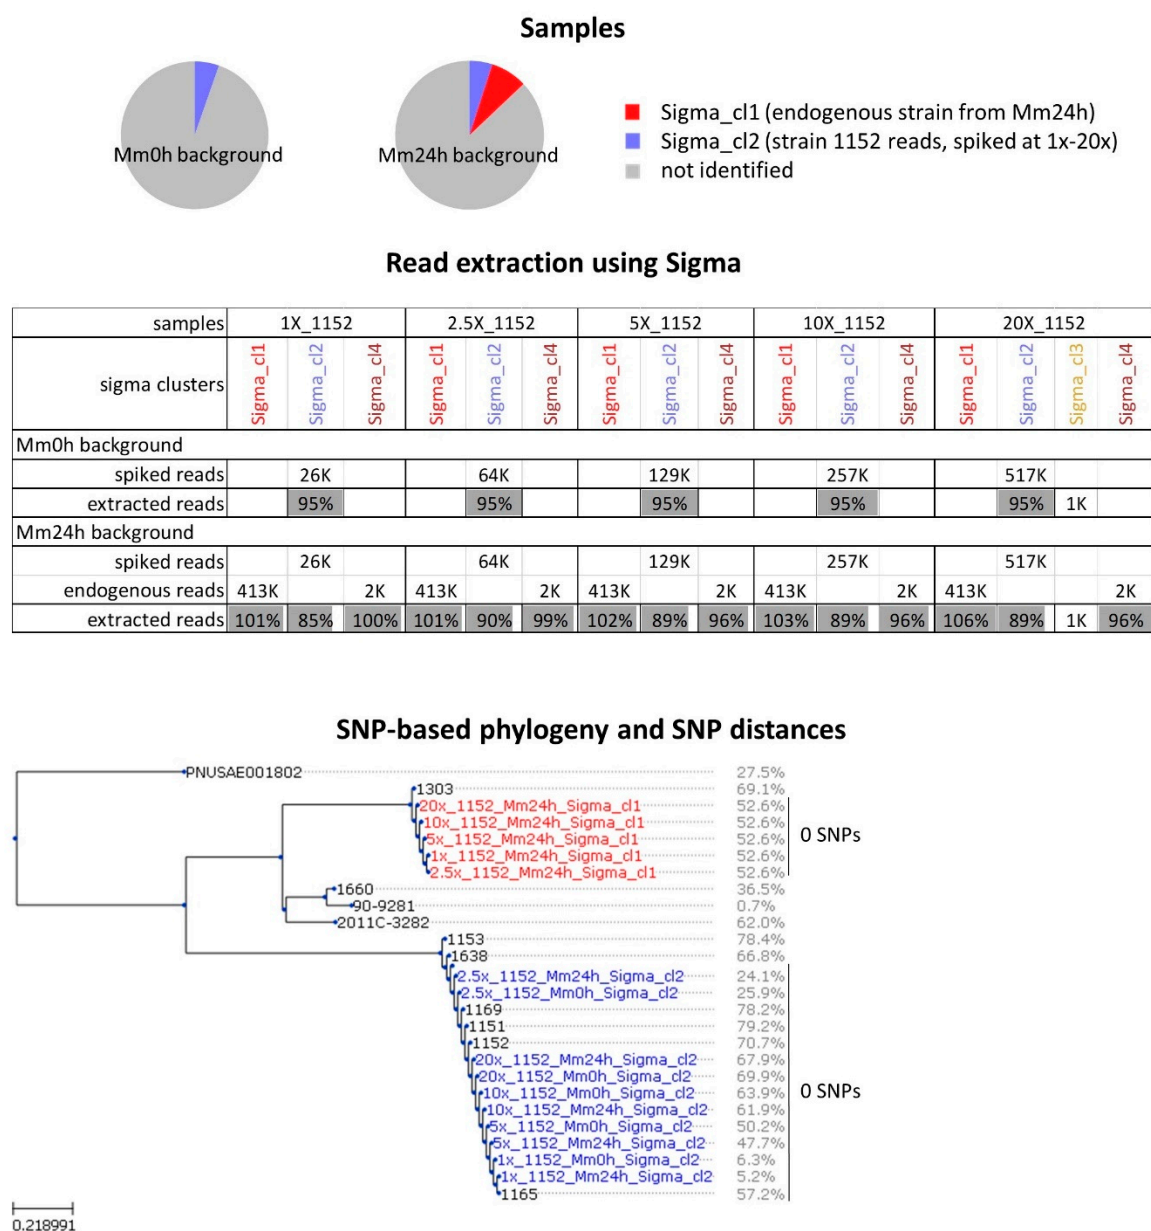 Samples
Mm0h background
Mm24h background
Sigma_cl1 (endogenous strain from Mm24h)
Sigma_cl2 (strain 1152 reads, spiked at 1x-20x)
not identified
Read extraction using Sigma
samples 1X_1152 2.5X_1152 5X_1152 10X_1152 20X_1152
sigma clusters Sigma_cl1 Sigma_cl2 Sigma_cl4 Sigma_cl1 Sigma_cl2 Sigma_cl4 Sigma_cl1 Sigma_cl2 Sigma_cl4 Sigma_cl1 Sigma_cl2 Sigma_cl4 Sigma_cl1 Sigma_cl2 Sigma_cl3 Sigma_cl4
Mm0h background
spiked reads 26K 64K 129K 257K 517K
extracted reads 95% 95% 95% 95% 95% 1K
Mm24h background
spiked reads 26K 64K 129K 257K 517K
endogenous reads 413K 2K 413K 2K 413K 2K 413K 2K 413K 2K
extracted reads 101% 85% 100% 101% 90% 99% 102% 89% 96% 103% 89% 96% 106% 89% 1K 96%
SNP-based phylogeny and SNP distances
PNUSAE001802 27.5%
1303 69.1%
20x_1152_Mm24h_Sigma_cl1 52.6%
10x_1152_Mm24h_Sigma_cl1 52.6%
5x_1152_Mm24h_Sigma_cl1 52.6%
1x_1152_Mm24h_Sigma_cl1 52.6%
2.5x_1152_Mm24h_Sigma_cl1 52.6%
0 SNPs
1660 36.5%
90-9281 0.7%
2011C-3282 62.0%
1153 78.4%
1638 66.8%
2.5x_1152_Mm24h_Sigma_cl2 24.1%
2.5x_1152_Mm0h_Sigma_cl2 25.9%
1169 78.2%
1151 79.2%
1152 70.7%
20x_1152_Mm24h_Sigma_cl2 67.9%
20x_1152_Mm0h_Sigma_cl2 69.9%
10x_1152_Mm0h_Sigma_cl2 63.9%
10x_1152_Mm24h_Sigma_cl2 61.9%
5x_1152_Mm0h_Sigma_cl2 50.2%
5x_1152_Mm24h_Sigma_cl2 47.7%
1x_1152_Mm0h_Sigma_cl2 6.3%
1x_1152_Mm24h_Sigma_cl2 5.2%
1165 57.2%
0 SNPs
0.218991